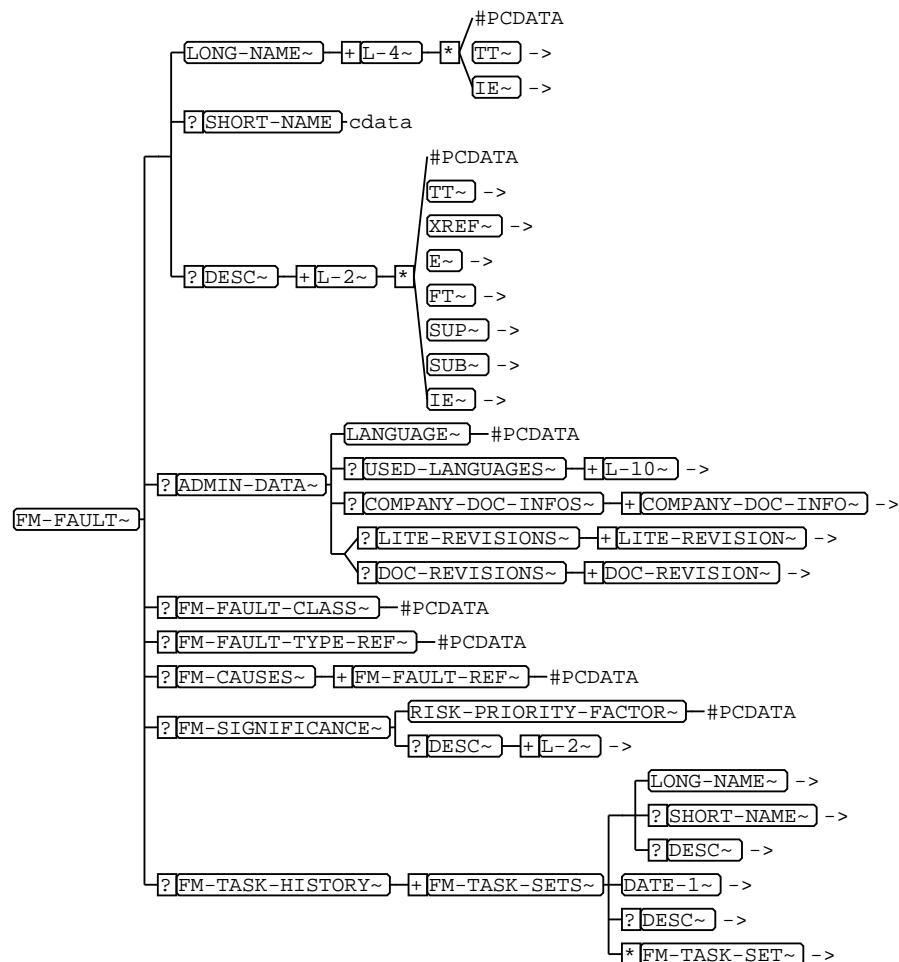 #PCDATA
LONG-NAME~ + L-4~ * TT~ ->
IE~ ->
? SHORT-NAME cdata
#PCDATA
TT~ ->
XREF~ ->
E~ ->
? DESC~ + L-2~ *
FT~ ->
SUP~ ->
SUB~ ->
IE~ ->
LANGUAGE~ #PCDATA
? USED-LANGUAGES~ + L-10~ ->
? ADMIN-DATA~
? COMPANY-DOC-INFOS~ + COMPANY-DOC-INFO~ ->
FM-FAULT~
? LITE-REVISIONS~ + LITE-REVISION~ ->
? DOC-REVISIONS~ + DOC-REVISION~ ->
? FM-FAULT-CLASS~ #PCDATA
? FM-FAULT-TYPE-REF~ #PCDATA
? FM-CAUSES~ + FM-FAULT-REF~ #PCDATA
RISK-PRIORITY-FACTOR~ #PCDATA
? FM-SIGNIFICANCE~
? DESC~ + L-2~ ->
LONG-NAME~ ->
? SHORT-NAME~ ->
? DESC~ ->
? FM-TASK-HISTORY~ + FM-TASK-SETS~ DATE-1~ ->
? DESC~ ->
* FM-TASK-SET~ ->